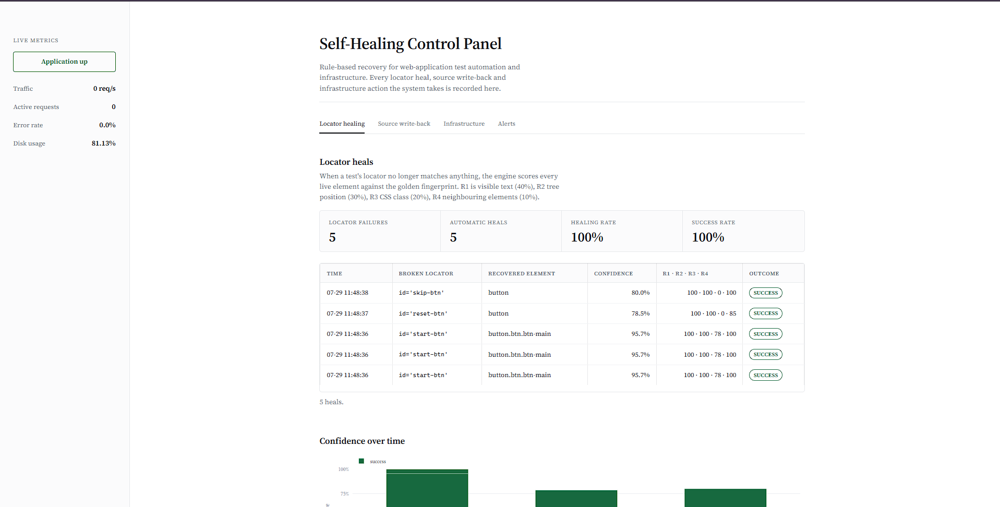 LIVE METRICS
Application up
Traffic 0 req/s
Active requests 0
Error rate 0.0%
Disk usage 81.13%
Self-Healing Control Panel
Rule-based recovery for web-application test automation and
infrastructure. Every locator heal, source write-back and
infrastructure action the system takes is recorded here.
Locator healing Source write-back Infrastructure Alerts
Locator heals
When a test's locator no longer matches anything, the engine scores every
live element against the golden fingerprint. R1 is visible text (40%), R2 tree
position (30%), R3 CSS class (20%), R4 neighbouring elements (10%).
LOCATOR FAILURES AUTOMATIC HEALS HEALING RATE SUCCESS RATE
5 5 100% 100%
TIME BROKEN LOCATOR RECOVERED ELEMENT CONFIDENCE R1 · R2 · R3 · R4 OUTCOME
07-29 11:48:38 id='skip-btn' button 80.0% 100 · 100 · 0 · 100 SUCCESS
07-29 11:48:37 id='reset-btn' button 78.5% 100 · 100 · 0 · 85 SUCCESS
07-29 11:48:36 id='start-btn' button.btn.btn-main 95.7% 100 · 100 · 78 · 100 SUCCESS
07-29 11:48:36 id='start-btn' button.btn.btn-main 95.7% 100 · 100 · 78 · 100 SUCCESS
07-29 11:48:36 id='start-btn' button.btn.btn-main 95.7% 100 · 100 · 78 · 100 SUCCESS
5 heals.
Confidence over time
success
100%
75%